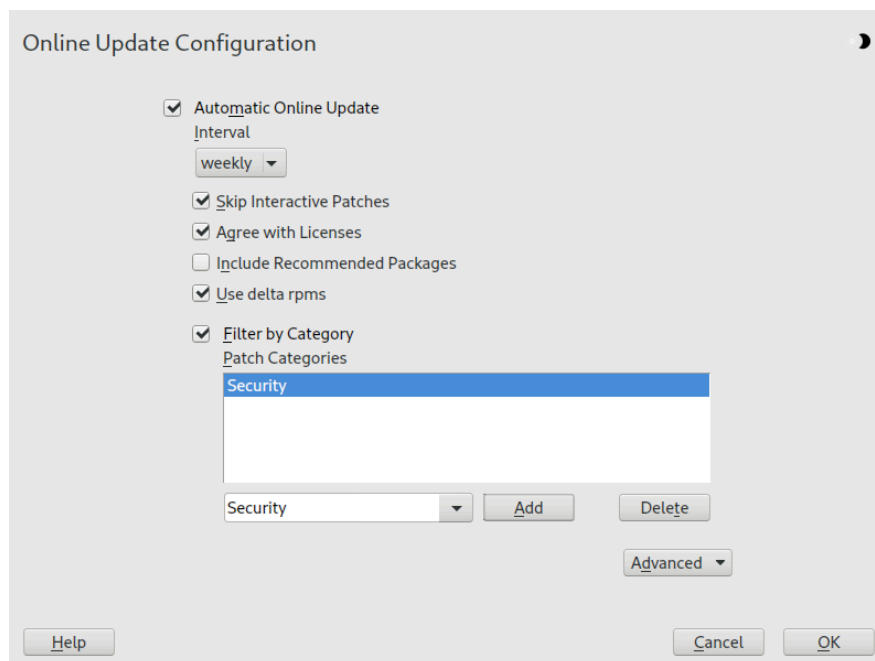 Online Update Configuration
Automatic Online Update
Interval
weekly
Skip Interactive Patches
Agree with Licenses
Include Recommended Packages
Use delta rpms
Filter by Category
Patch Categories
Security
Security Add Delete
Advanced
Help Cancel OK